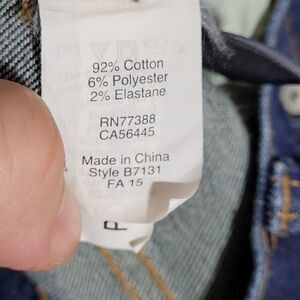 92% Cotton
6% Polyester
2% Elastane
RN77388
CA56445
Made in China
Style B7131
FA 15
P